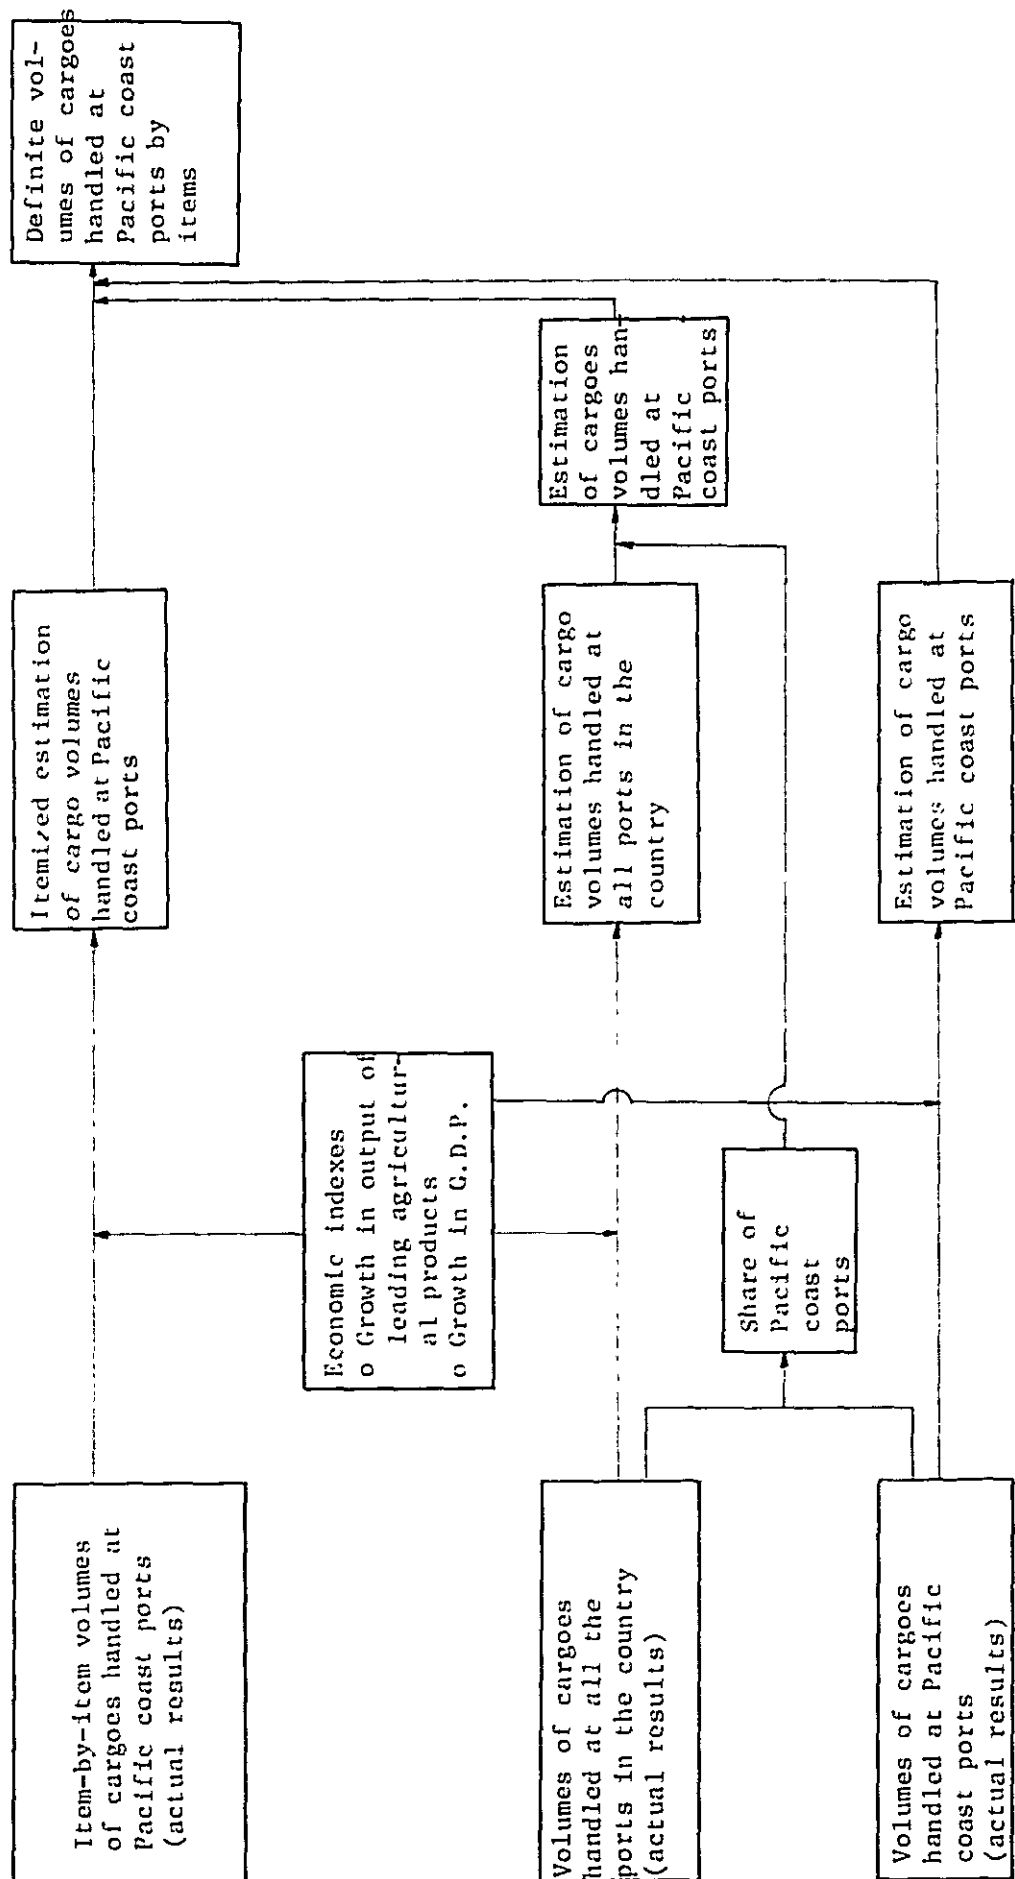 Item-by-item volumes
of cargoes handled at
Pacific coast ports
(actual results)
Volumes of cargoes
handled at all the
ports in the country
(actual results)
Volumes of cargoes
handled at Pacific
coast ports
(actual results)
Economic indexes
o Growth in output of
leading agricultur-
al products
o Growth in G.D.P.
Share of
Pacific
coast
ports
Itemized estimation
of cargo volumes
handled at Pacific
coast ports
Estimation of cargo
volumes handled at
all ports in the
country
Estimation of cargo
volumes handled at
Pacific coast ports
Estimation
of cargoes
volumes han-
dled at
Pacific
coast ports
Definite vol-
umes of cargoes
handled at
Pacific coast
ports by
items